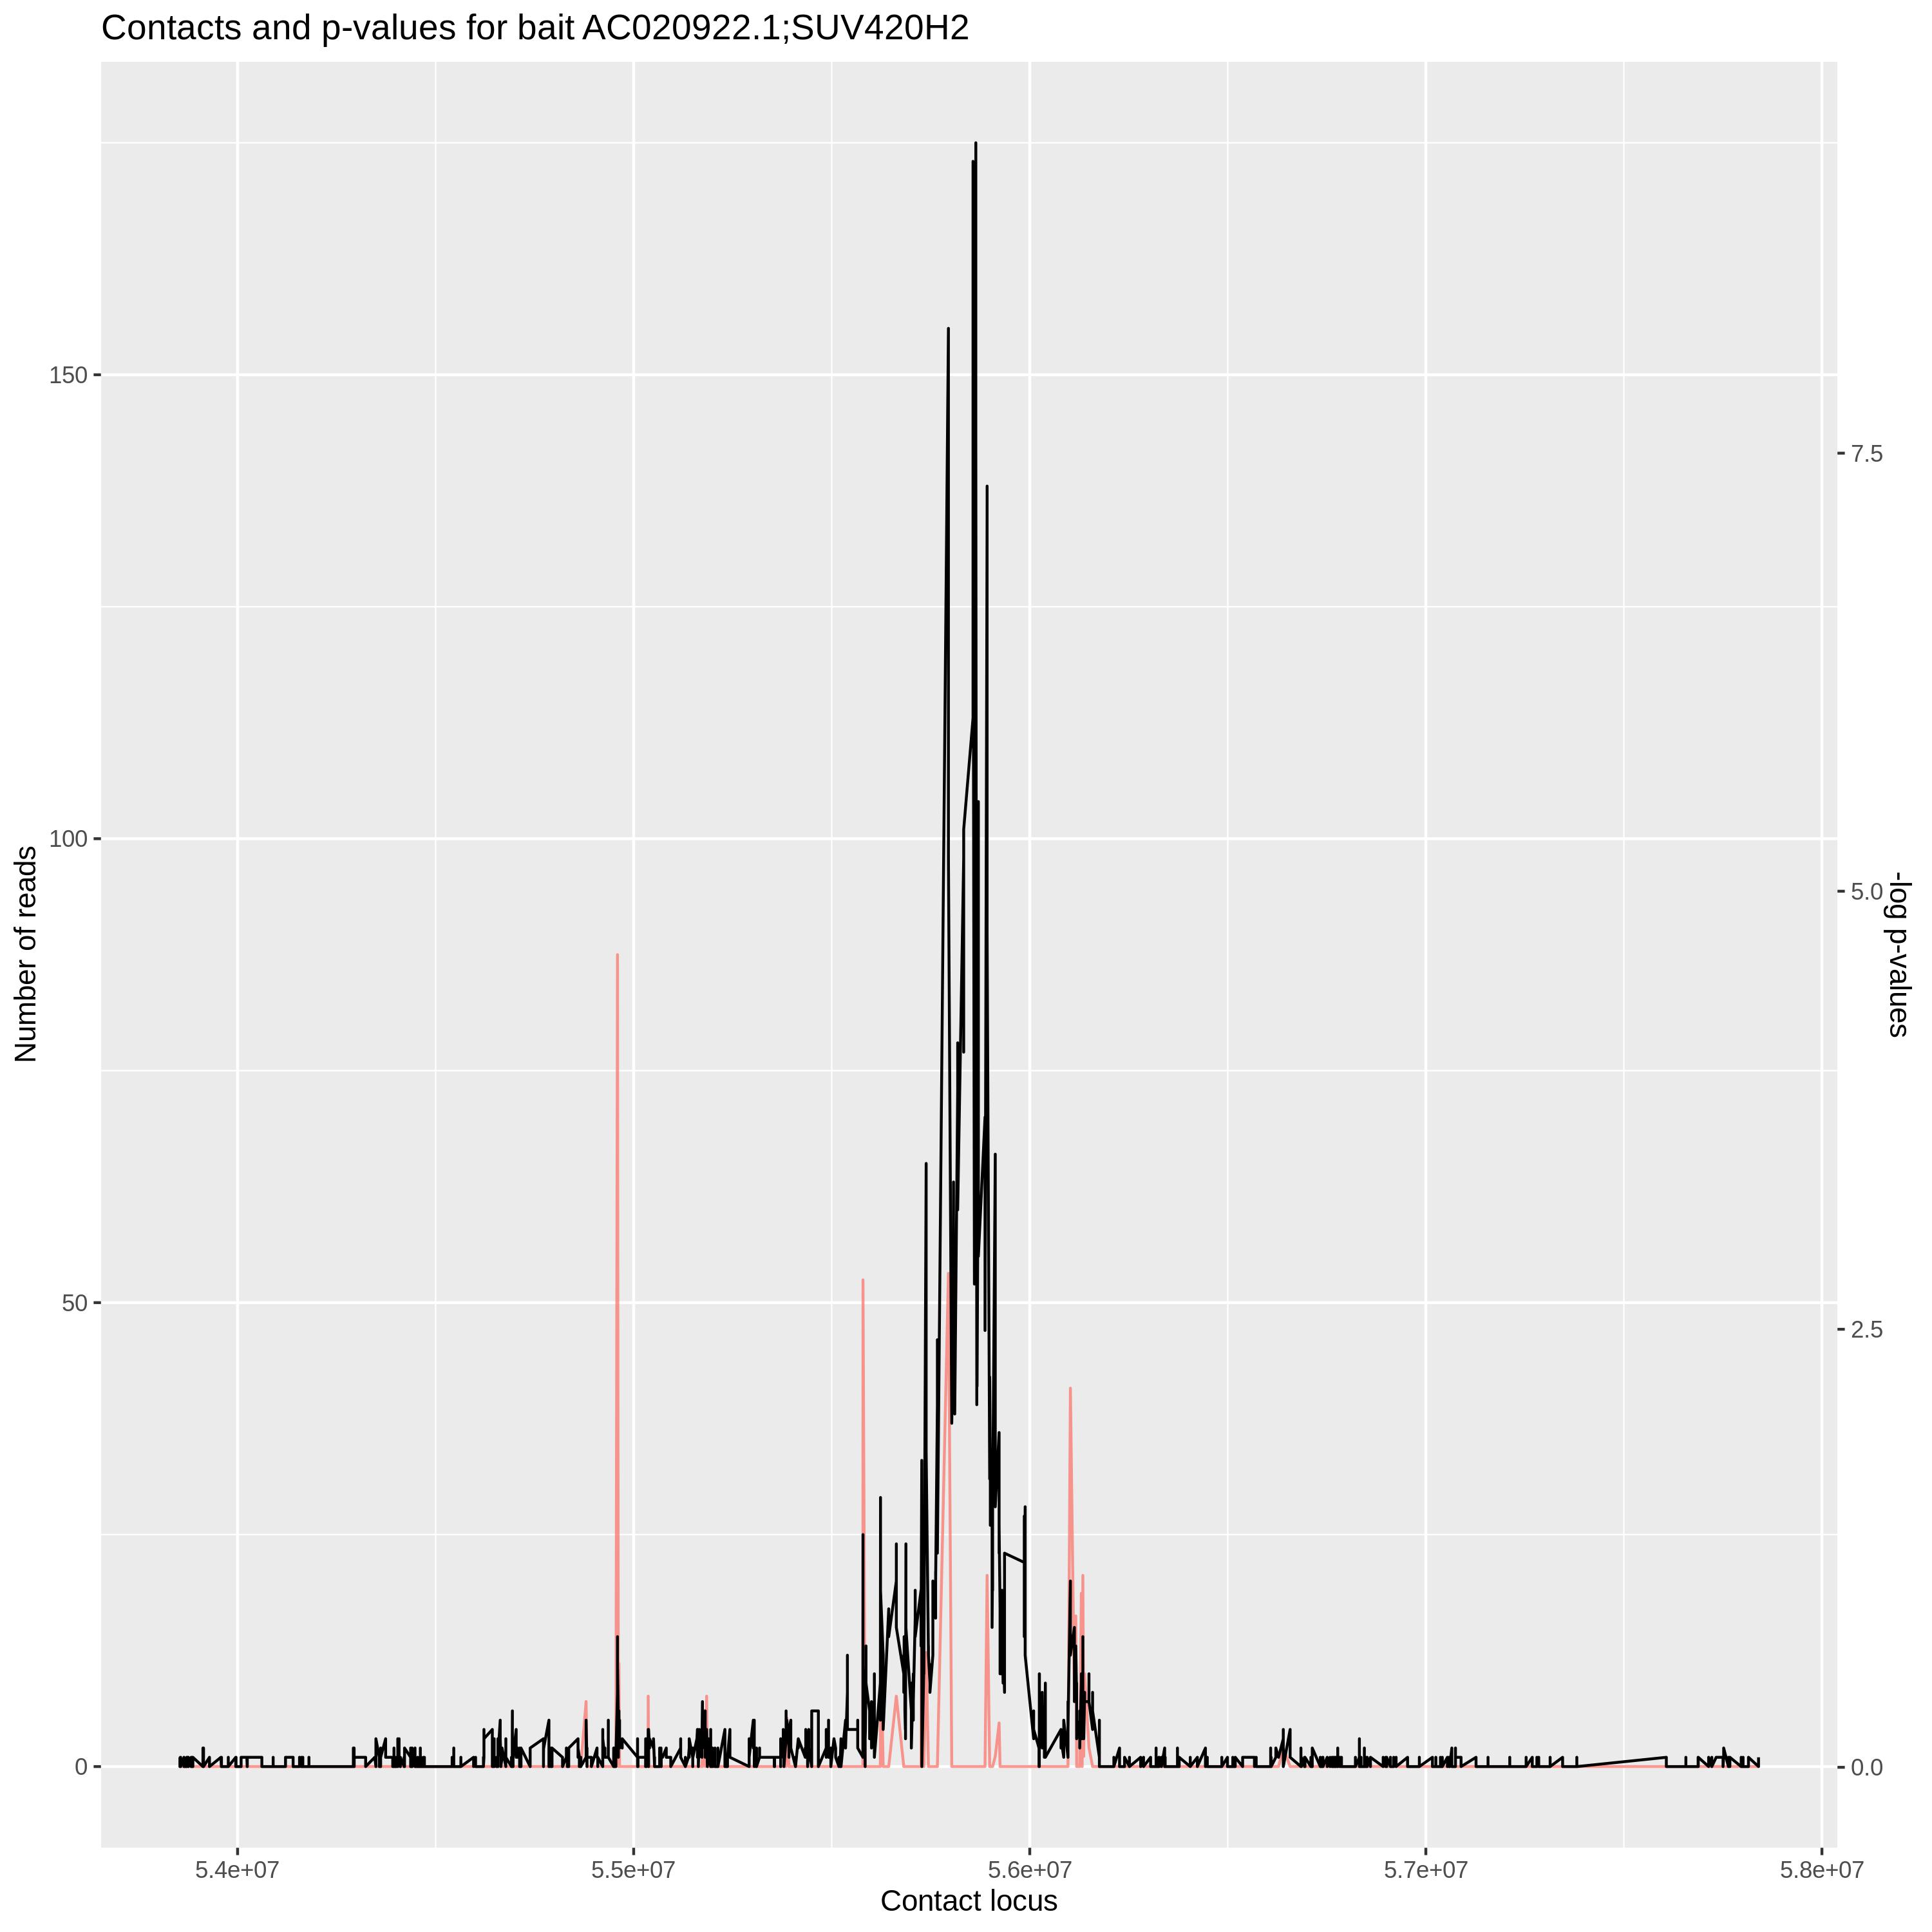 Contacts and p-values for bait AC020922.1;SUV420H2
150
100
50
0
Number of reads
7.5
5.0
2.5
0.0
-log p-values
5.4e+07 5.5e+07 5.6e+07 5.7e+07 5.8e+07
Contact locus